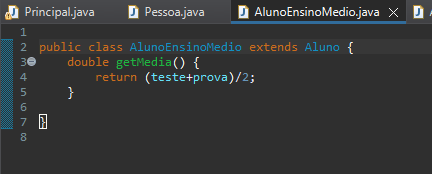 Principal.java Pessoa.java AlunoEnsinoMedio.java
1
2 public class AlunoEnsinoMedio extends Aluno {
3 double getMedia() {
4 return (teste+prova)/2;
5 }
6
7 }
8